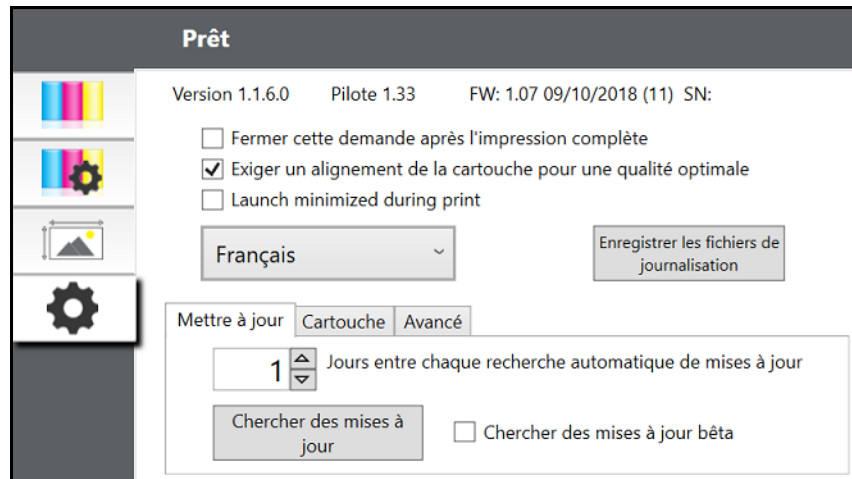 Prêt
Version 1.1.6.0 Pilote 1.33 FW: 1.07 09/10/2018 (11) SN:
Fermer cette demande après l'impression complète
Exiger un alignement de la cartouche pour une qualité optimale
Launch minimized during print
Français
Enregistrer les fichiers de
journalisation
Mettre à jour Cartouche Avancé
1 Jours entre chaque recherche automatique de mises à jour
Chercher des mises à
jour
Chercher des mises à jour bêta